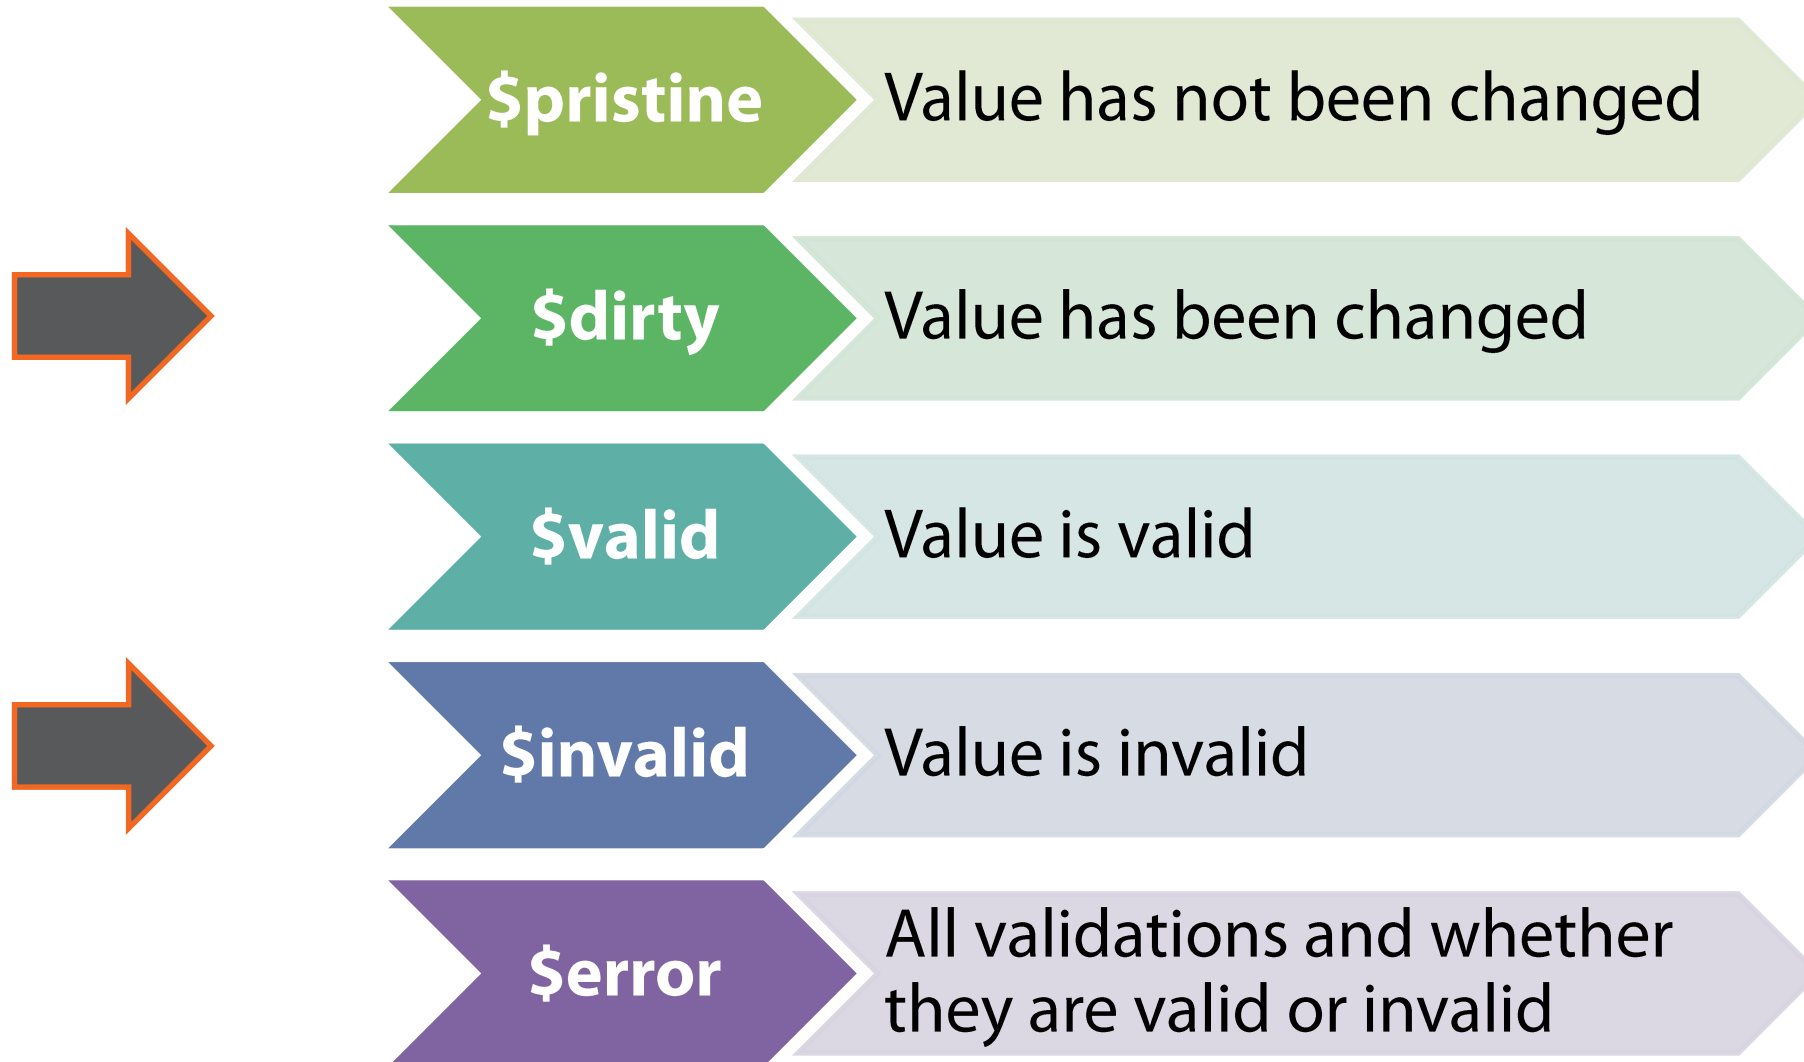 $pristine
Value has not been changed
$dirty
Value has been changed
$valid
Value is valid
$invalid
Value is invalid
$error
All validations and whether
they are valid or invalid